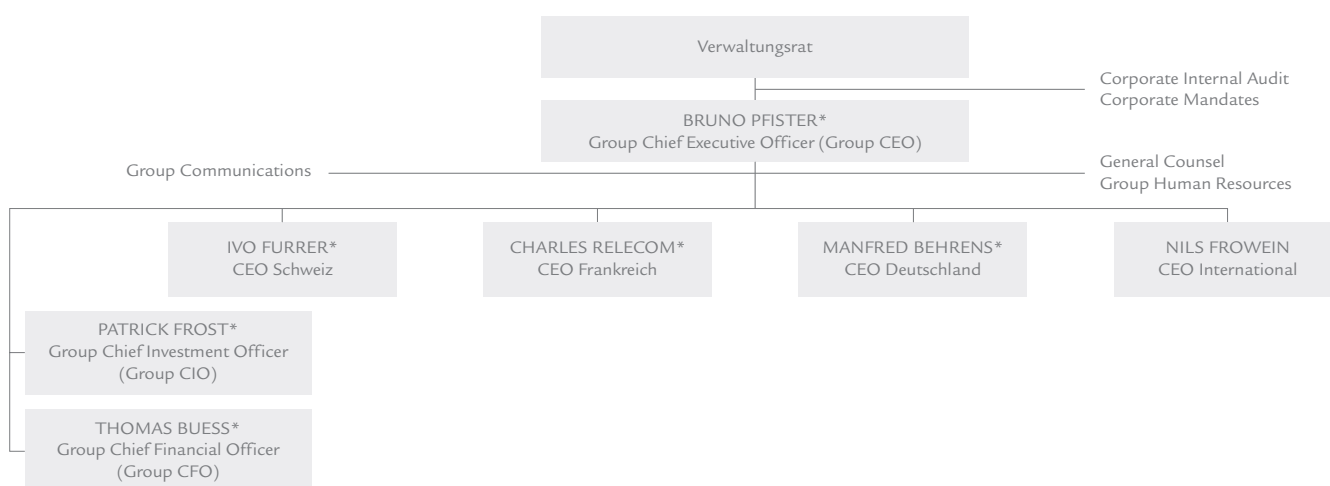 Verwaltungsrat
Corporate Internal Audit
Corporate Mandates
BRUNO PFISTER*
Group Chief Executive Officer (Group CEO)
Group Communications
General Counsel
Group Human Resources
IVO FURRER*
CEO Schweiz
CHARLES RELECOM*
CEO Frankreich
MANFRED BEHRENS*
CEO Deutschland
NILS FROWEIN
CEO International
PATRICK FROST*
Group Chief Investment Officer
(Group CIO)
THOMAS BUESS*
Group Chief Financial Officer
(Group CFO)